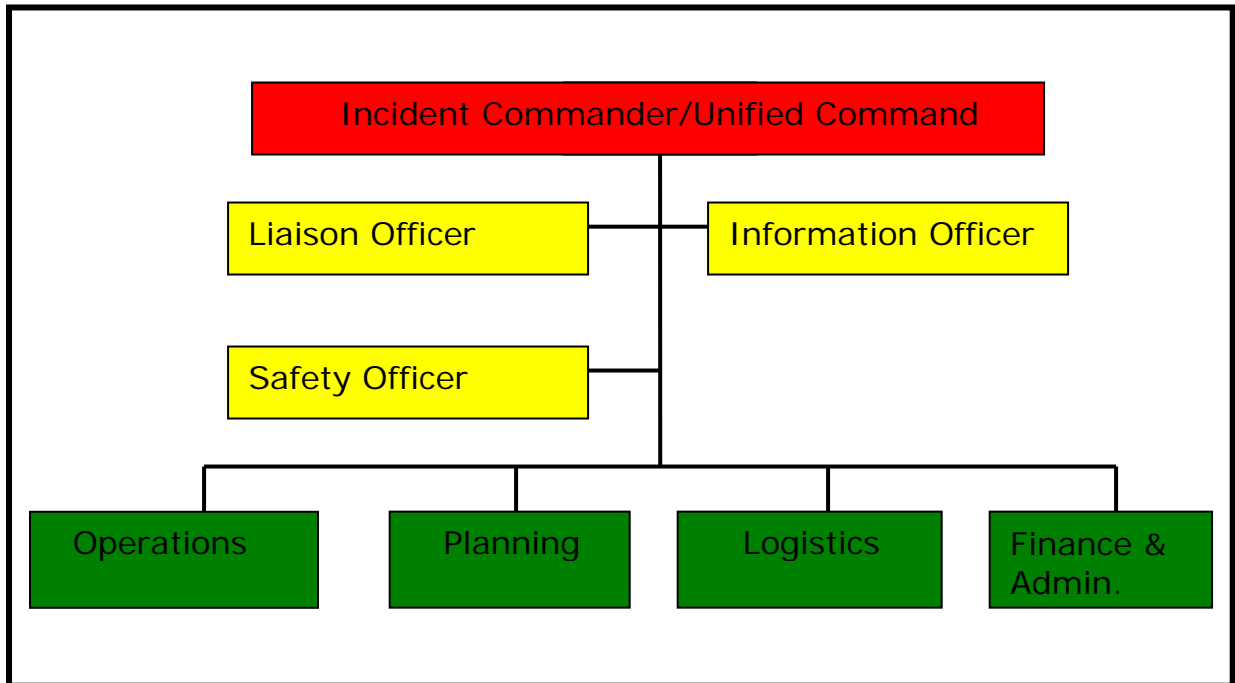 Incident Commander/Unified Command
Liaison Officer
Information Officer
Safety Officer
Operations
Planning
Logistics
Finance &
Admin.